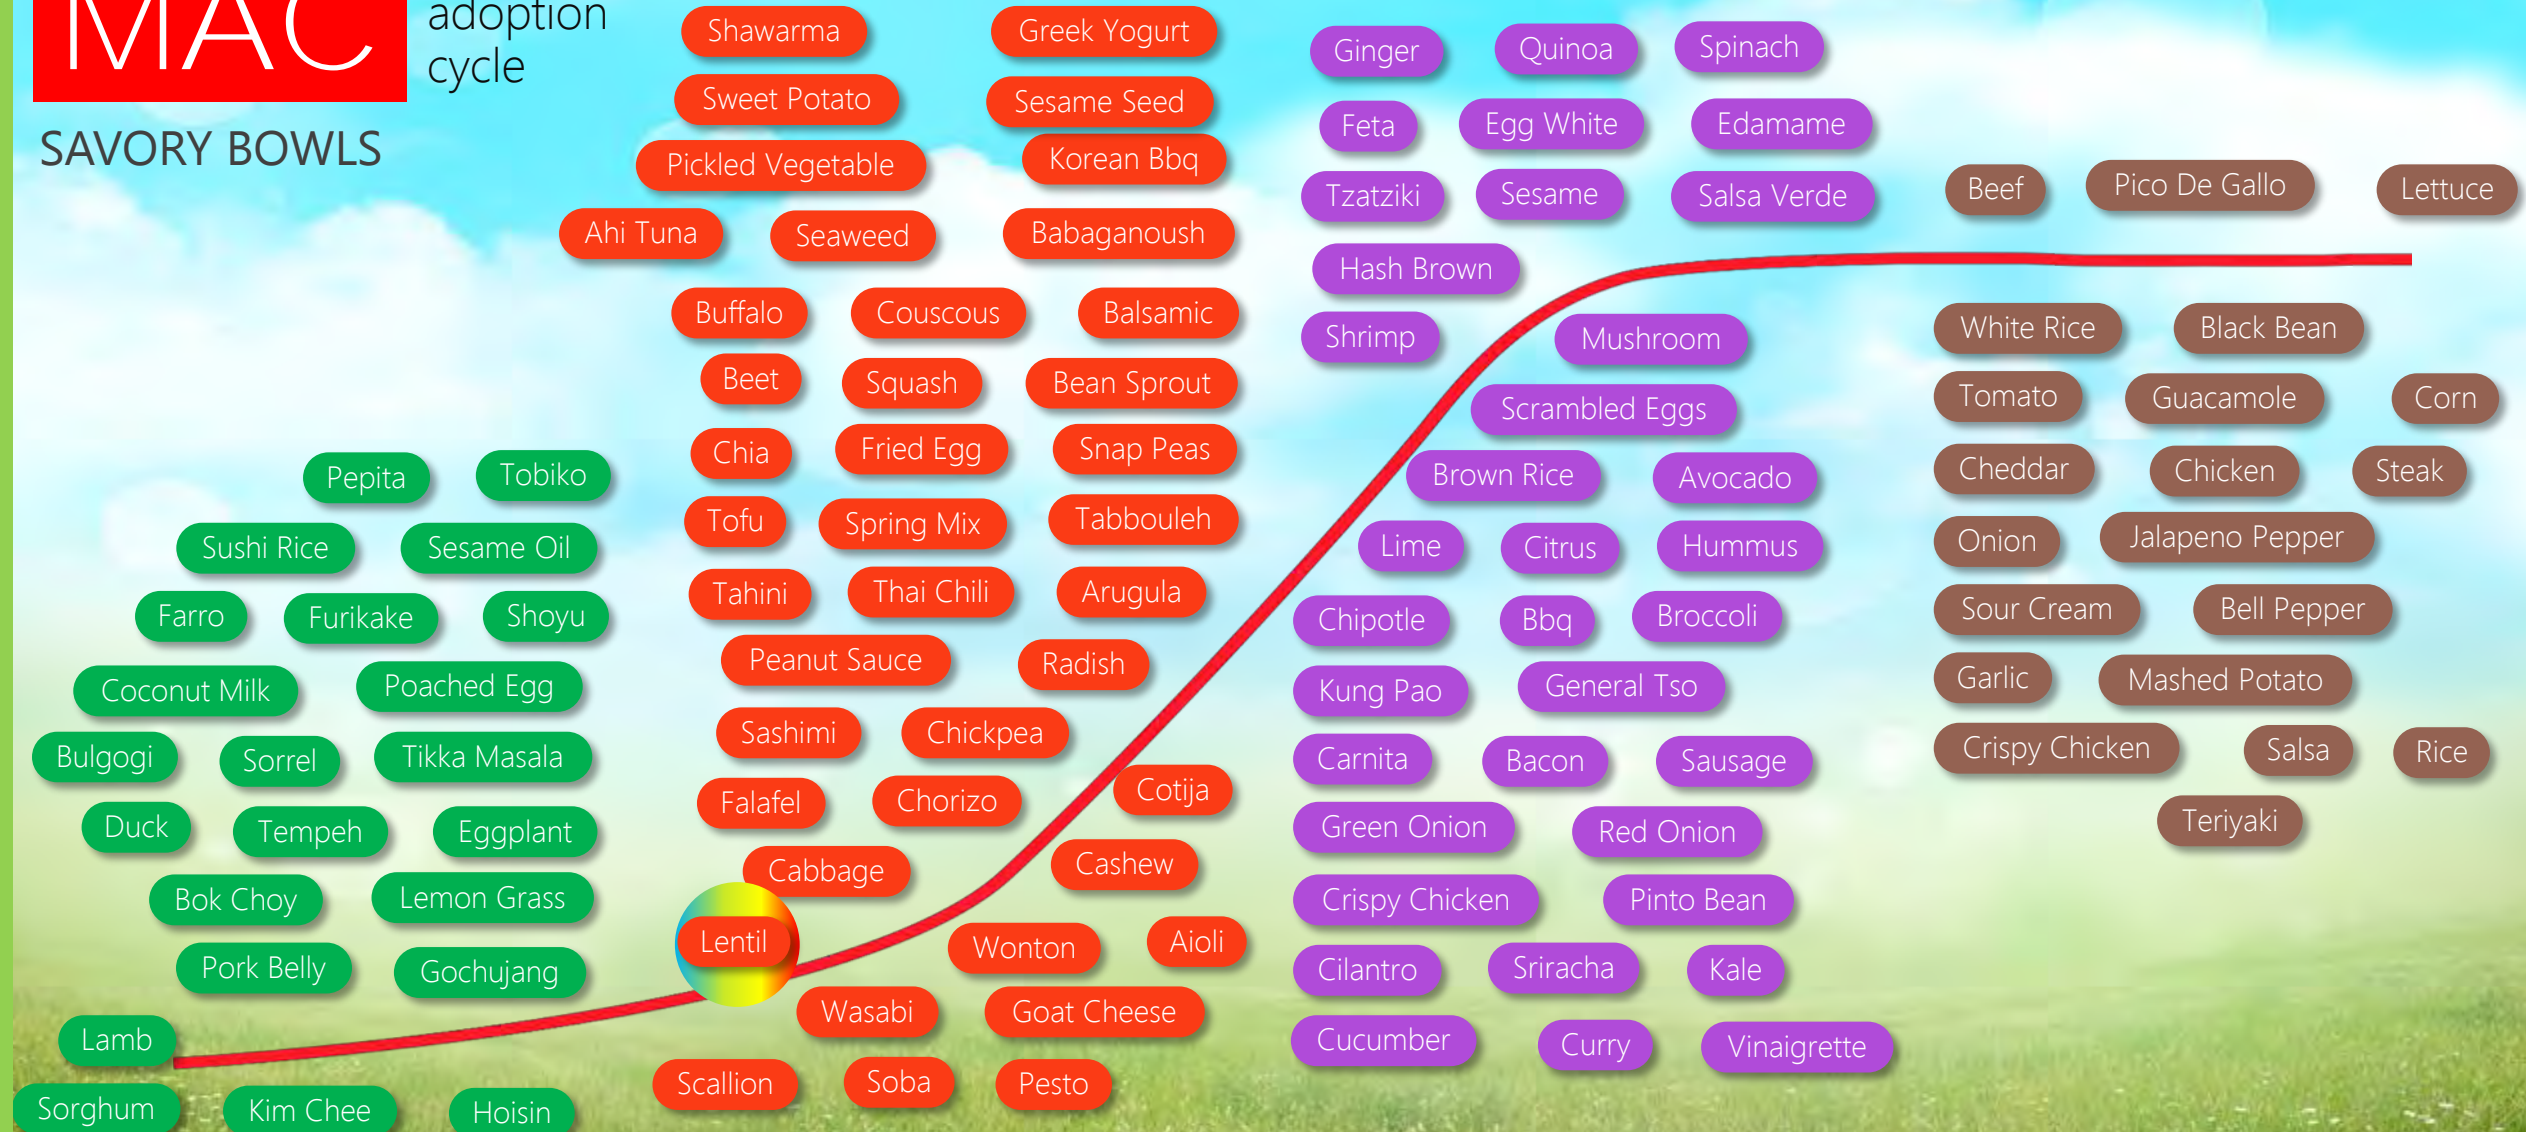 MAC
adoption
cycle
SAVORY BOWLS
Pepita
Tobiko
Sushi Rice
Sesame Oil
Farro
Furikake
Shoyu
Coconut Milk
Poached Egg
Bulgogi
Sorrel
Tikka Masala
Duck
Tempeh
Eggplant
Bok Choy
Lemon Grass
Pork Belly
Gochujang
Lamb
Sorghum
Kim Chee
Hoisin
Shawarma
Greek Yogurt
Sweet Potato
Sesame Seed
Pickled Vegetable
Korean Bbq
Ahi Tuna
Seaweed
Babaganoush
Buffalo
Couscous
Balsamic
Beet
Squash
Bean Sprout
Chia
Fried Egg
Snap Peas
Tofu
Spring Mix
Tabbouleh
Tahini
Thai Chili
Arugula
Peanut Sauce
Radish
Sashimi
Chickpea
Falafel
Chorizo
Cotija
Cabbage
Cashew
Lentil
Wonton
Aioli
Wasabi
Goat Cheese
Scallion
Soba
Pesto
Ginger
Quinoa
Spinach
Feta
Egg White
Edamame
Tzatziki
Sesame
Salsa Verde
Hash Brown
Shrimp
Mushroom
Scrambled Eggs
Brown Rice
Avocado
Lime
Citrus
Hummus
Chipotle
Bbq
Broccoli
Kung Pao
General Tso
Carnita
Bacon
Sausage
Green Onion
Red Onion
Crispy Chicken
Pinto Bean
Cilantro
Sriracha
Kale
Cucumber
Curry
Vinaigrette
Beef
Pico De Gallo
Lettuce
White Rice
Black Bean
Tomato
Guacamole
Corn
Cheddar
Chicken
Steak
Onion
Jalapeno Pepper
Sour Cream
Bell Pepper
Garlic
Mashed Potato
Crispy Chicken
Salsa
Rice
Teriyaki